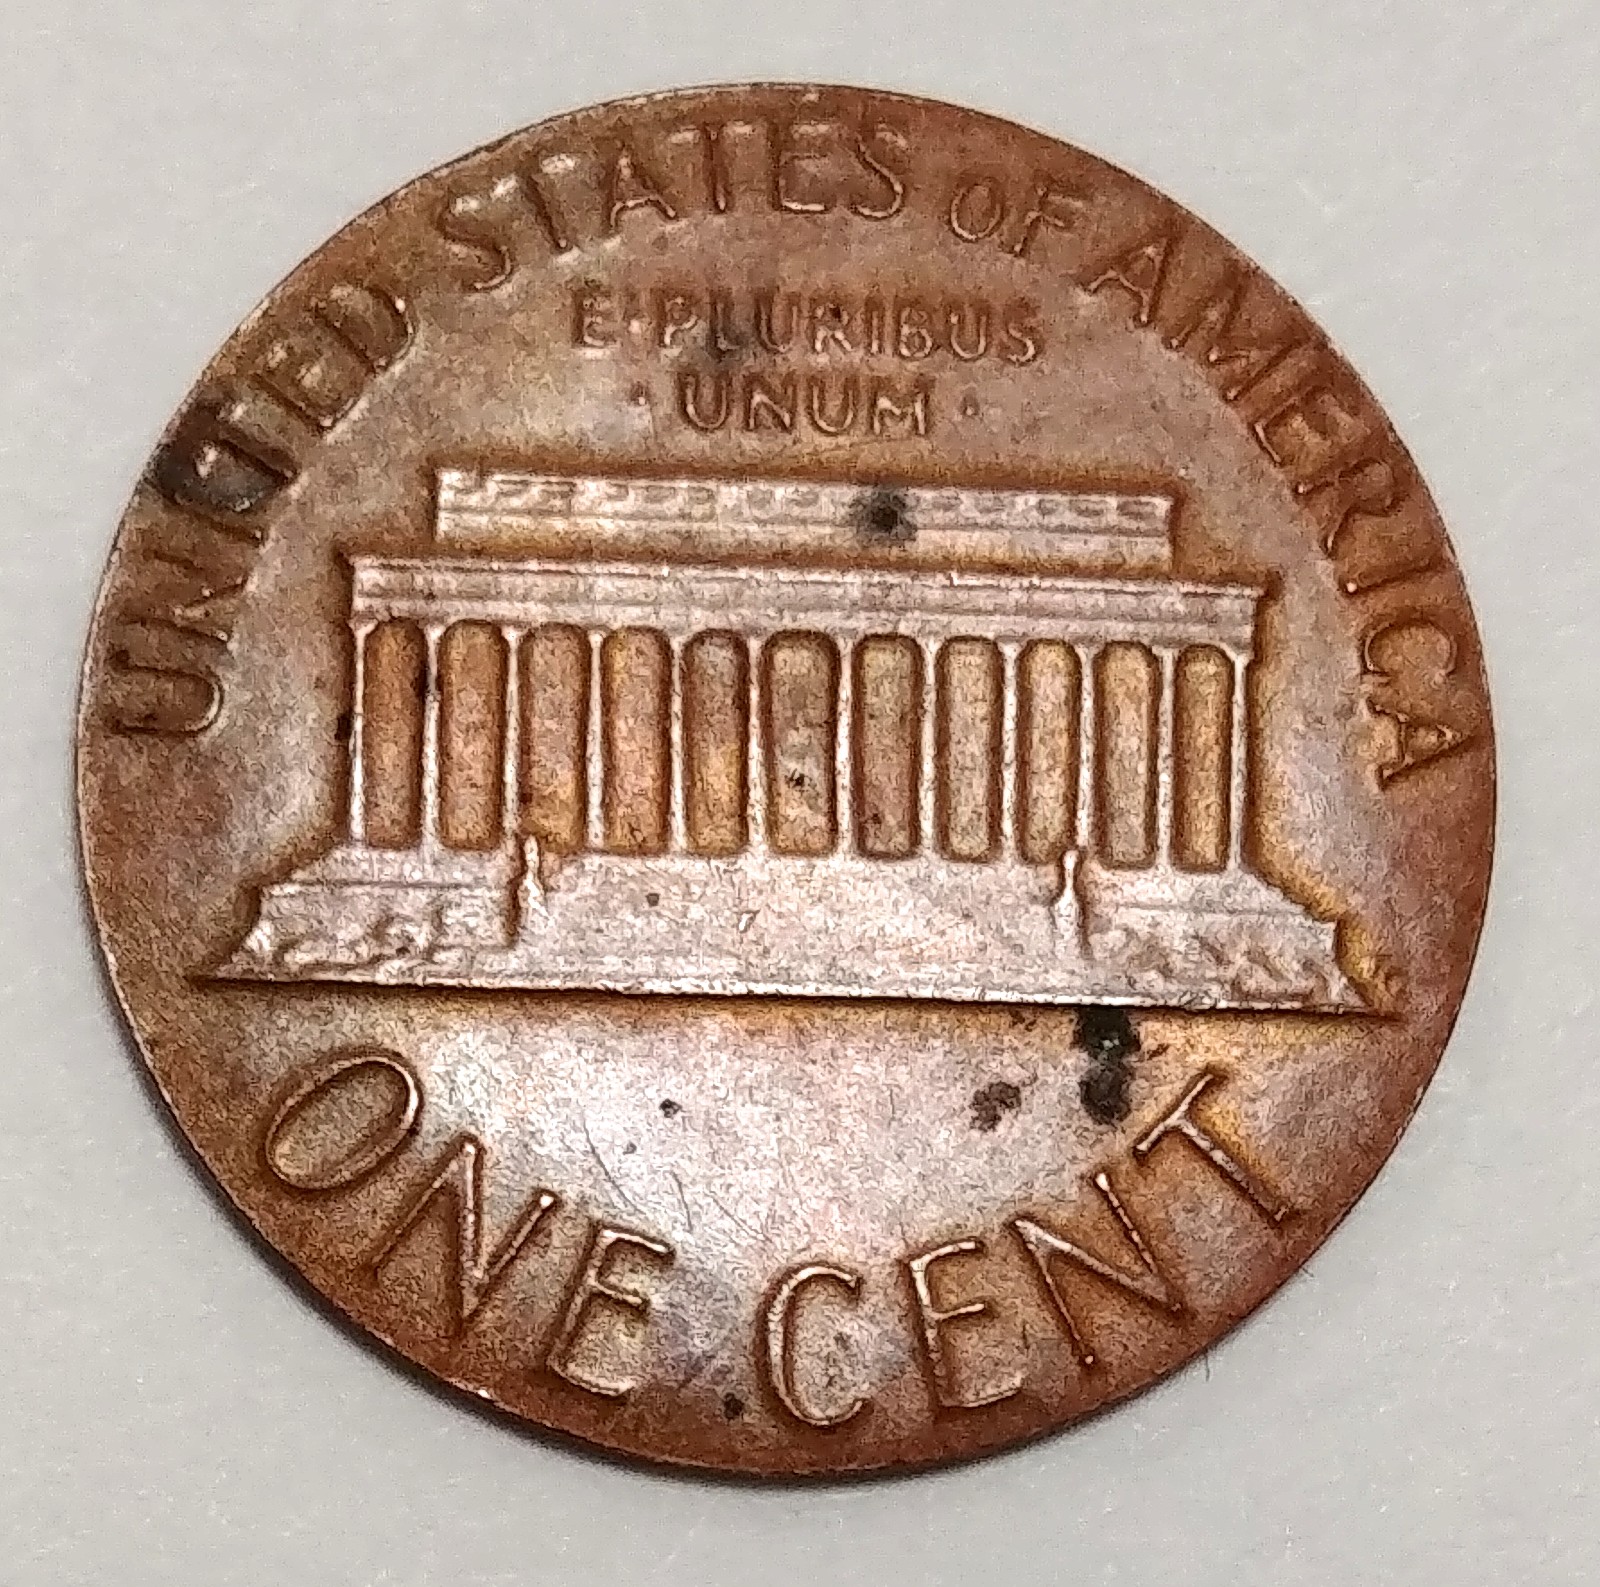 UNITED STATES OF AMERICA
E·PLURIBUS
·UNUM·
ONE CENT